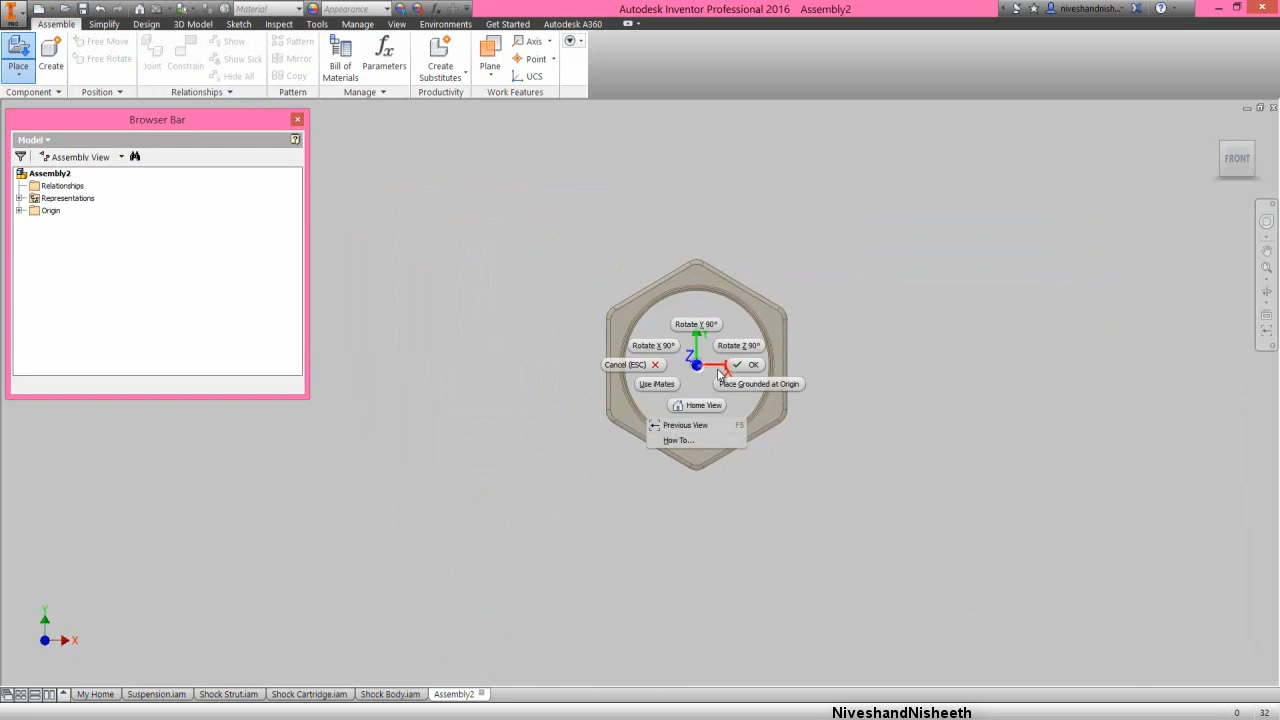 Autodesk Inventor Professional 2016 Assembly2
Material
Appearance
niveshandnish...
PRO
Assemble Simplify Design 3D Model Sketch Inspect Tools Manage View Environments Get Started Autodesk A360
Place
Create
Free Move
Free Rotate
Joint
Constrain
Show
Show Sick
Hide All
Pattern
Mirror
Copy
Bill of Materials
Parameters
Create Substitutes
Plane
Axis
Point
UCS
Component Position Relationships Pattern Manage Productivity Work Features
Browser Bar
Model
Assembly View
Assembly2
Relationships
Representations
Origin
FRONT
Rotate Y 90°
Rotate X 90° Rotate Z 90°
Y
Z
Cancel (ESC) OK
Use iMates Place Grounded at Origin
Home View
Previous View F5
How To...
Y
X
My Home Suspension.iam Shock Strut.iam Shock Cartridge.iam Shock Body.iam Assembly2
NiveshandNisheeth
0 32